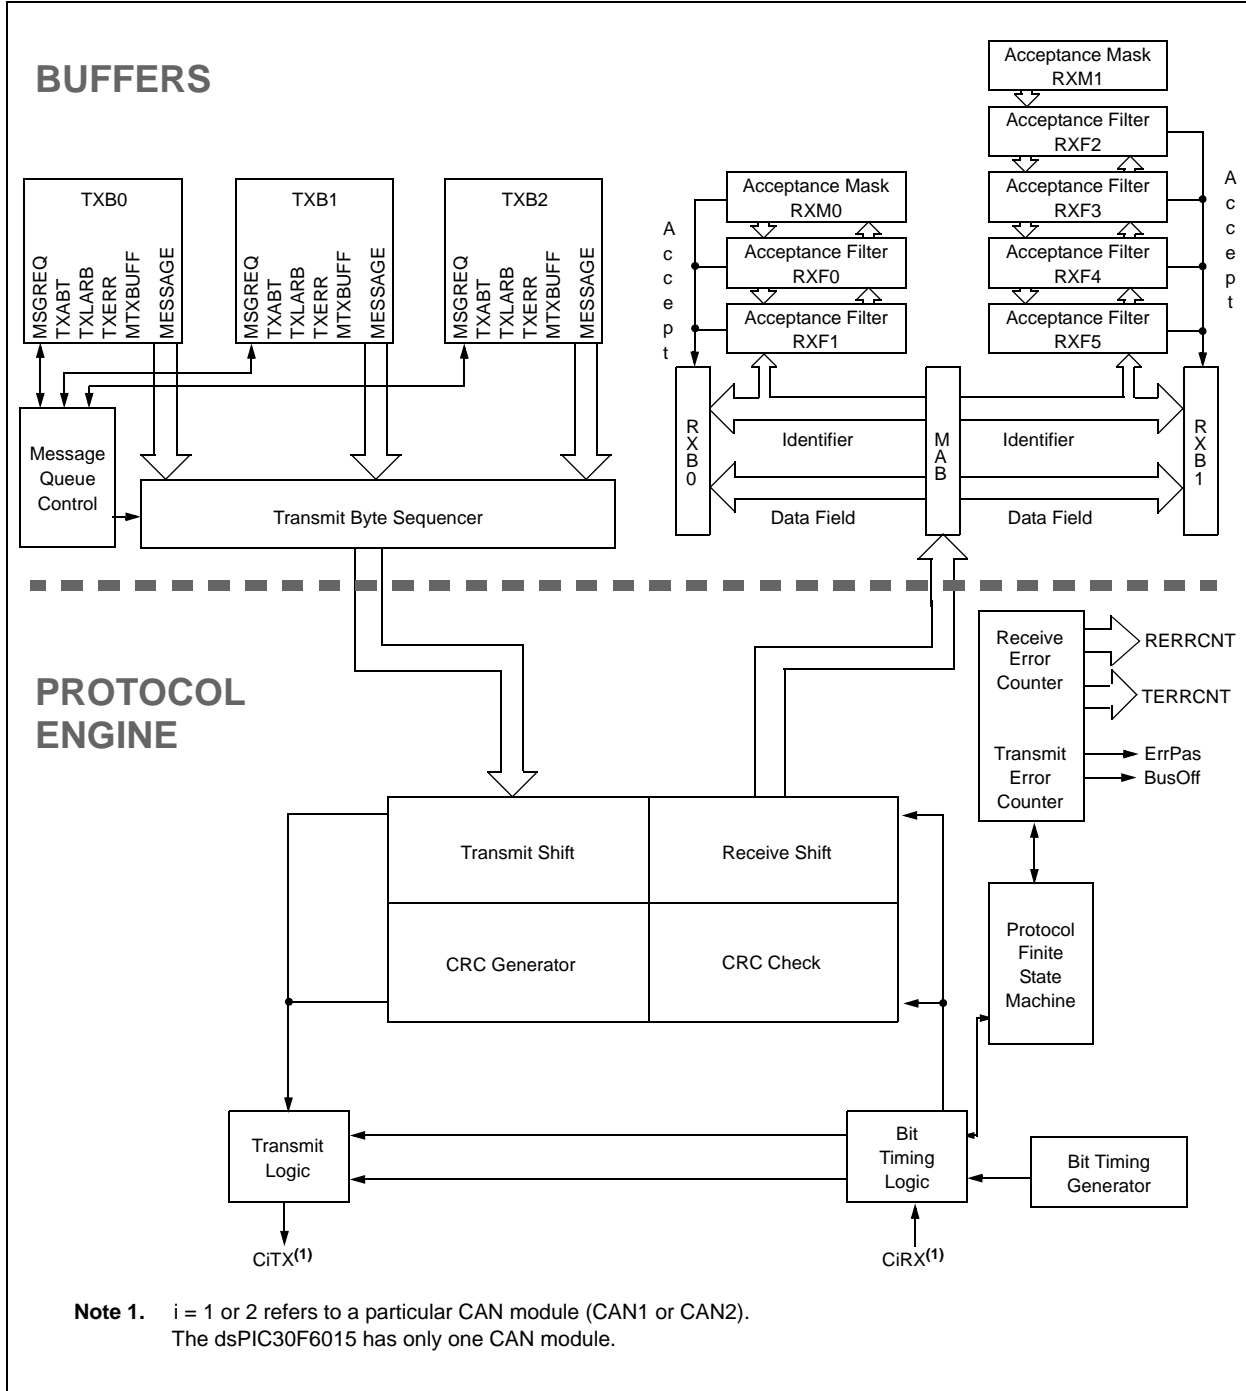 BUFFERS
Acceptance Mask
RXM1
Acceptance Filter
RXF2
Acceptance Filter
RXF3
Acceptance Filter
RXF4
Acceptance Filter
RXF5
Accept
Acceptance Mask
RXM0
Acceptance Filter
RXF0
Acceptance Filter
RXF1
Accept
TXB0
MSGREQ
TXABT
TXLARB
TXERR
MTXBUFF
MESSAGE
TXB1
MSGREQ
TXABT
TXLARB
TXERR
MTXBUFF
MESSAGE
TXB2
MSGREQ
TXABT
TXLARB
TXERR
MTXBUFF
MESSAGE
Message
Queue
Control
Transmit Byte Sequencer
RXB0
Identifier
Data Field
MAB
Identifier
Data Field
RXB1
PROTOCOL
ENGINE
Receive
Error
Counter
Transmit
Error
Counter
RERRCNT
TERRCNT
ErrPas
BusOff
Transmit Shift
Receive Shift
CRC Generator
CRC Check
Protocol
Finite
State
Machine
Transmit
Logic
Bit
Timing
Logic
Bit Timing
Generator
CiTX(1)
CiRX(1)
Note 1. i = 1 or 2 refers to a particular CAN module (CAN1 or CAN2).
The dsPIC30F6015 has only one CAN module.